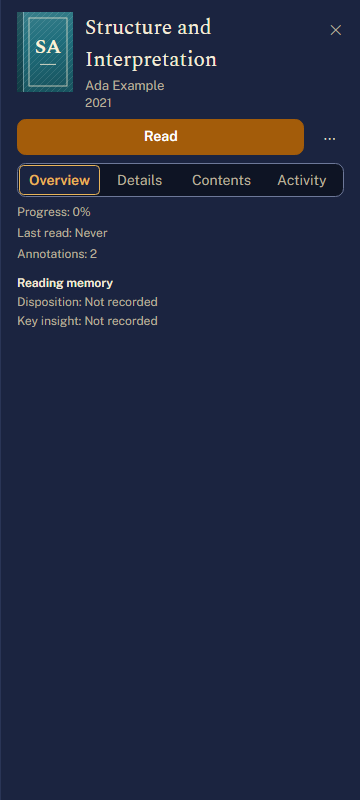 SA
Structure and
Interpretation
Ada Example
2021
Read
...
Overview Details Contents Activity
Progress: 0%
Last read: Never
Annotations: 2
Reading memory
Disposition: Not recorded
Key insight: Not recorded